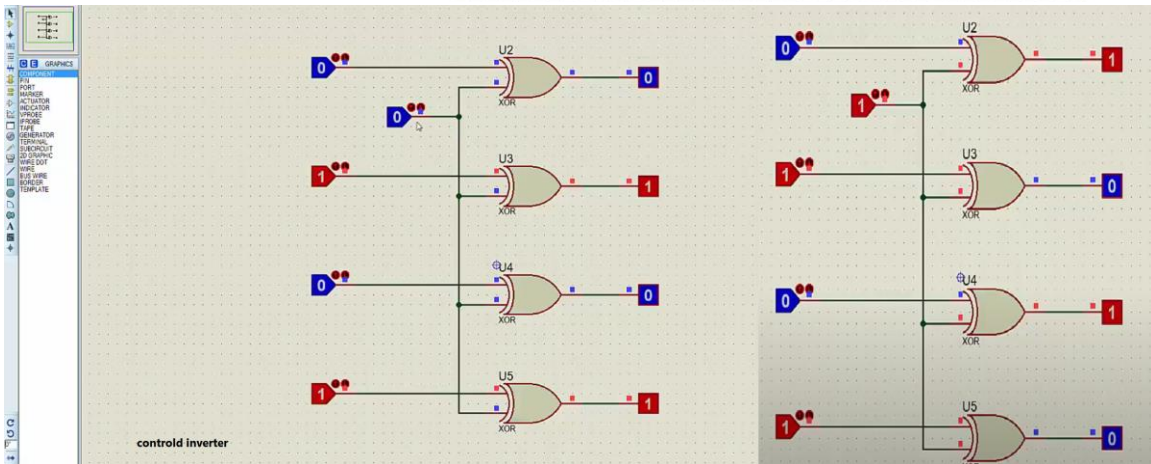 C E GRAPHICS
COMPONENT
PIN
PORT
MARKER
ACTUATOR
INDICATOR
VPROBE
IPROBE
TAPE
GENERATOR
TERMINAL
SUBCIRCUIT
2D GRAPHIC
WIRE DOT
WIRE
BUS WIRE
BORDER
TEMPLATE
A
U2
0
0
XOR
0
U3
1
1
XOR
U4
0
0
XOR
U5
1
1
XOR
controld inverter
U2
0
1
XOR
1
U3
1
0
XOR
U4
0
1
XOR
U5
1
0
XOR